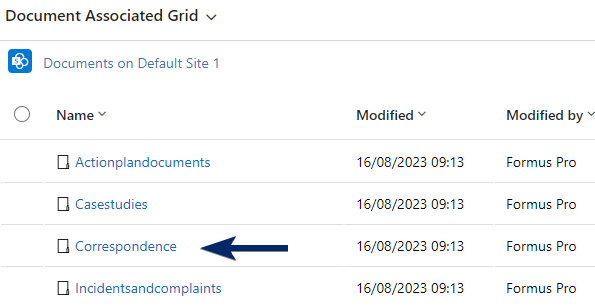 Document Associated Grid
Documents on Default Site 1
Name Modified Modified by
Actionplandocuments 16/08/2023 09:13 Formus Pro
Casestudies 16/08/2023 09:13 Formus Pro
Correspondence 16/08/2023 09:13 Formus Pro
Incidentsandcomplaints 16/08/2023 09:13 Formus Pro